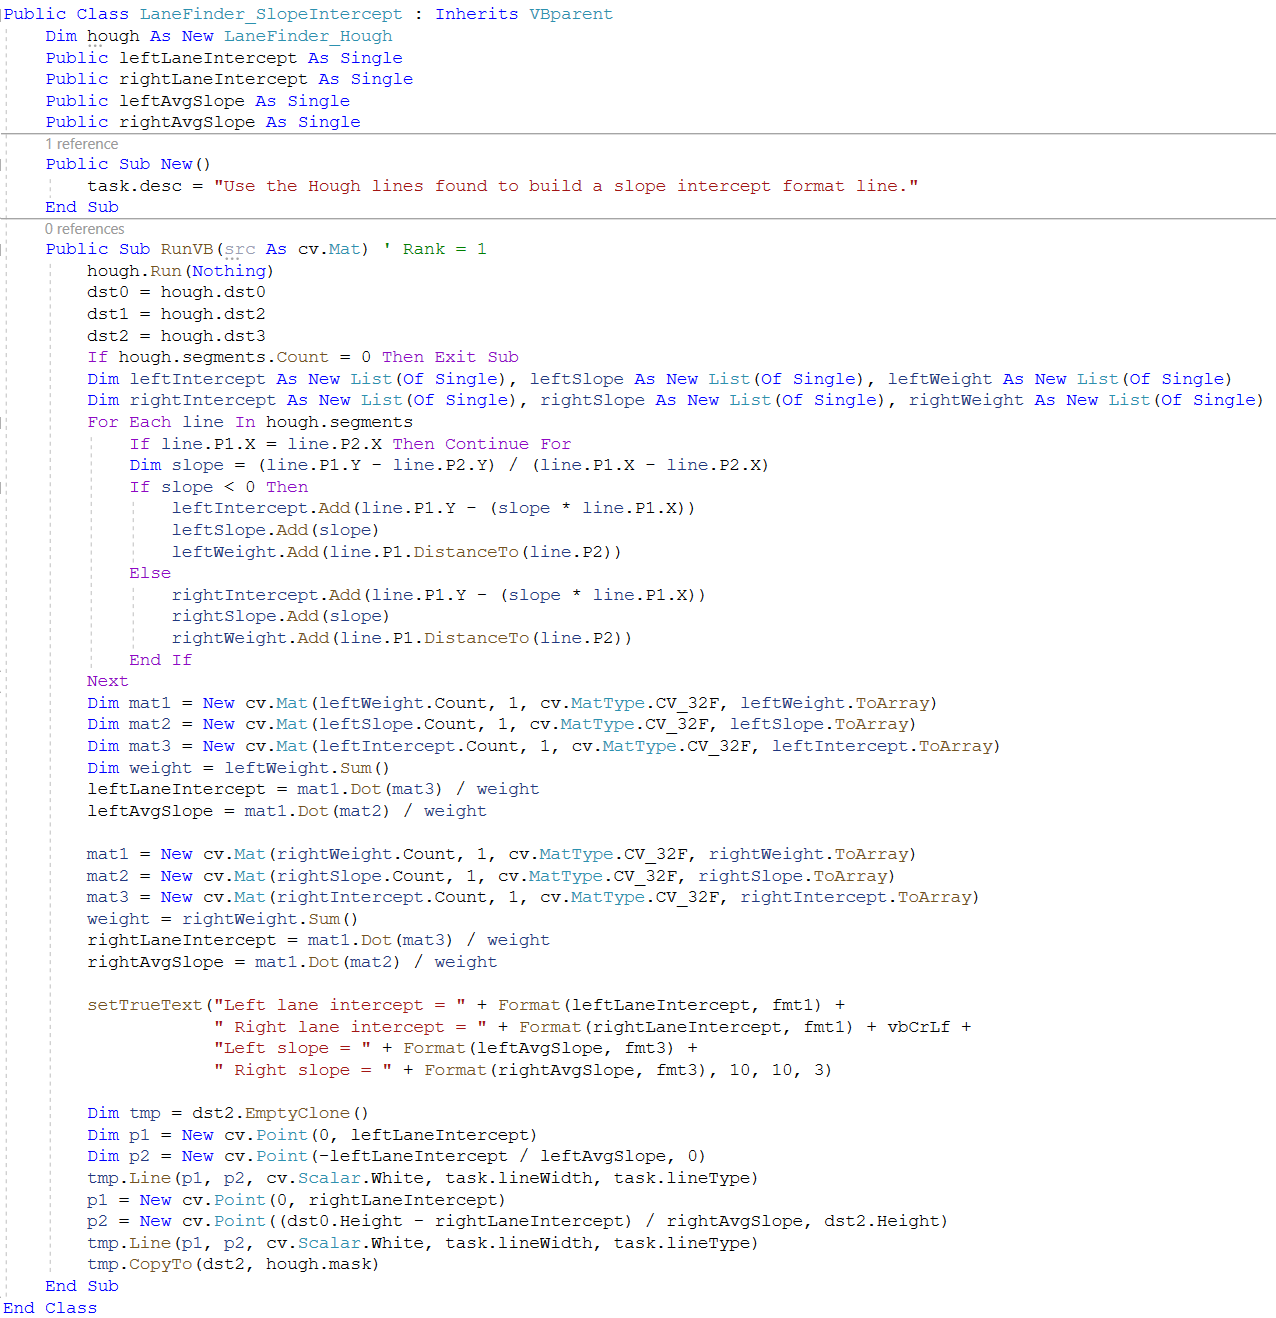 Public Class LaneFinder_SlopeIntercept : Inherits VBparent
Dim hough As New LaneFinder_Hough
Public leftLaneIntercept As Single
Public rightLaneIntercept As Single
Public leftAvgSlope As Single
Public rightAvgSlope As Single
1 reference
Public Sub New()
task.desc = "Use the Hough lines found to build a slope intercept format line."
End Sub
0 references
Public Sub RunVB(src As cv.Mat) ' Rank = 1
hough.Run(Nothing)
dst0 = hough.dst0
dst1 = hough.dst2
dst2 = hough.dst3
If hough.segments.Count = 0 Then Exit Sub
Dim leftIntercept As New List(Of Single), leftSlope As New List(Of Single), leftWeight As New List(Of Single)
Dim rightIntercept As New List(Of Single), rightSlope As New List(Of Single), rightWeight As New List(Of Single)
For Each line In hough.segments
If line.P1.X = line.P2.X Then Continue For
Dim slope = (line.P1.Y - line.P2.Y) / (line.P1.X - line.P2.X)
If slope < 0 Then
leftIntercept.Add(line.P1.Y - (slope * line.P1.X))
leftSlope.Add(slope)
leftWeight.Add(line.P1.DistanceTo(line.P2))
Else
rightIntercept.Add(line.P1.Y - (slope * line.P1.X))
rightSlope.Add(slope)
rightWeight.Add(line.P1.DistanceTo(line.P2))
End If
Next
Dim mat1 = New cv.Mat(leftWeight.Count, 1, cv.MatType.CV_32F, leftWeight.ToArray)
Dim mat2 = New cv.Mat(leftSlope.Count, 1, cv.MatType.CV_32F, leftSlope.ToArray)
Dim mat3 = New cv.Mat(leftIntercept.Count, 1, cv.MatType.CV_32F, leftIntercept.ToArray)
Dim weight = leftWeight.Sum()
leftLaneIntercept = mat1.Dot(mat3) / weight
leftAvgSlope = mat1.Dot(mat2) / weight
mat1 = New cv.Mat(rightWeight.Count, 1, cv.MatType.CV_32F, rightWeight.ToArray)
mat2 = New cv.Mat(rightSlope.Count, 1, cv.MatType.CV_32F, rightSlope.ToArray)
mat3 = New cv.Mat(rightIntercept.Count, 1, cv.MatType.CV_32F, rightIntercept.ToArray)
weight = rightWeight.Sum()
rightLaneIntercept = mat1.Dot(mat3) / weight
rightAvgSlope = mat1.Dot(mat2) / weight
setTrueText("Left lane intercept = " + Format(leftLaneIntercept, fmt1) +
" Right lane intercept = " + Format(rightLaneIntercept, fmt1) + vbCrLf +
"Left slope = " + Format(leftAvgSlope, fmt3) +
" Right slope = " + Format(rightAvgSlope, fmt3), 10, 10, 3)
Dim tmp = dst2.EmptyClone()
Dim p1 = New cv.Point(0, leftLaneIntercept)
Dim p2 = New cv.Point(-leftLaneIntercept / leftAvgSlope, 0)
tmp.Line(p1, p2, cv.Scalar.White, task.lineWidth, task.lineType)
p1 = New cv.Point(0, rightLaneIntercept)
p2 = New cv.Point((dst0.Height - rightLaneIntercept) / rightAvgSlope, dst2.Height)
tmp.Line(p1, p2, cv.Scalar.White, task.lineWidth, task.lineType)
tmp.CopyTo(dst2, hough.mask)
End Sub
End Class